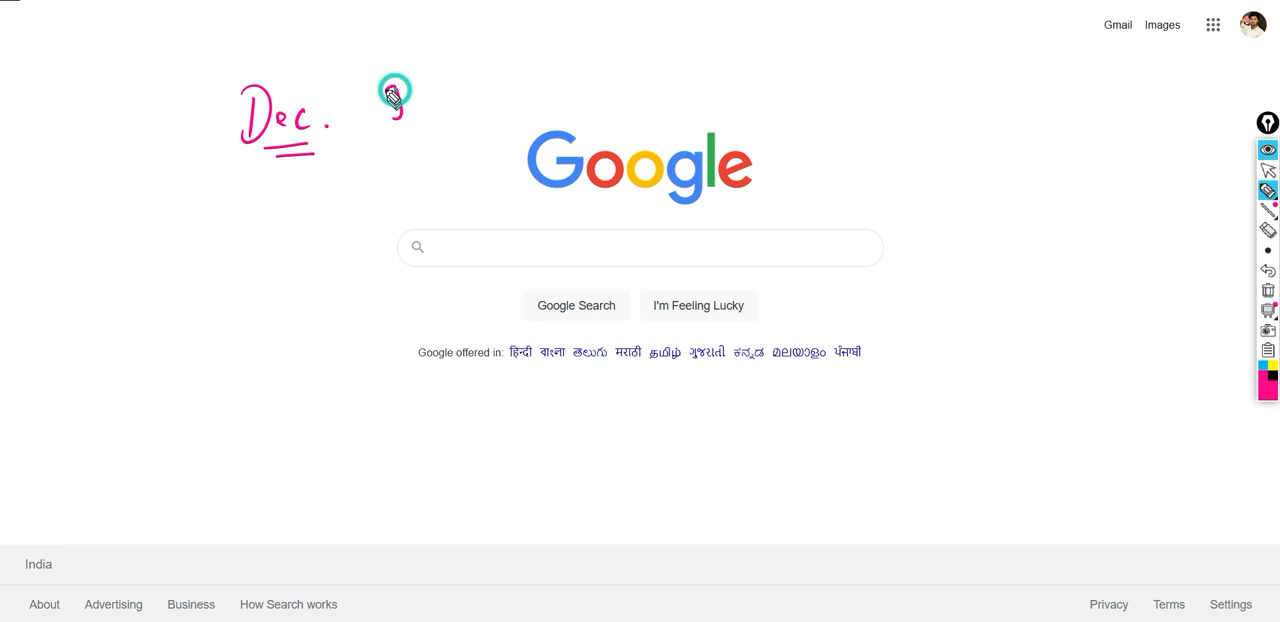 Gmail Images
Dec.
Google
Google Search I'm Feeling Lucky
Google offered in: हिन्दी বাংলা తెలుగు मराठी தமிழ் ગુજરાતી ಕನ್ನಡ മലയാളം ਪੰਜਾਬੀ
India
About Advertising Business How Search works Privacy Terms Settings